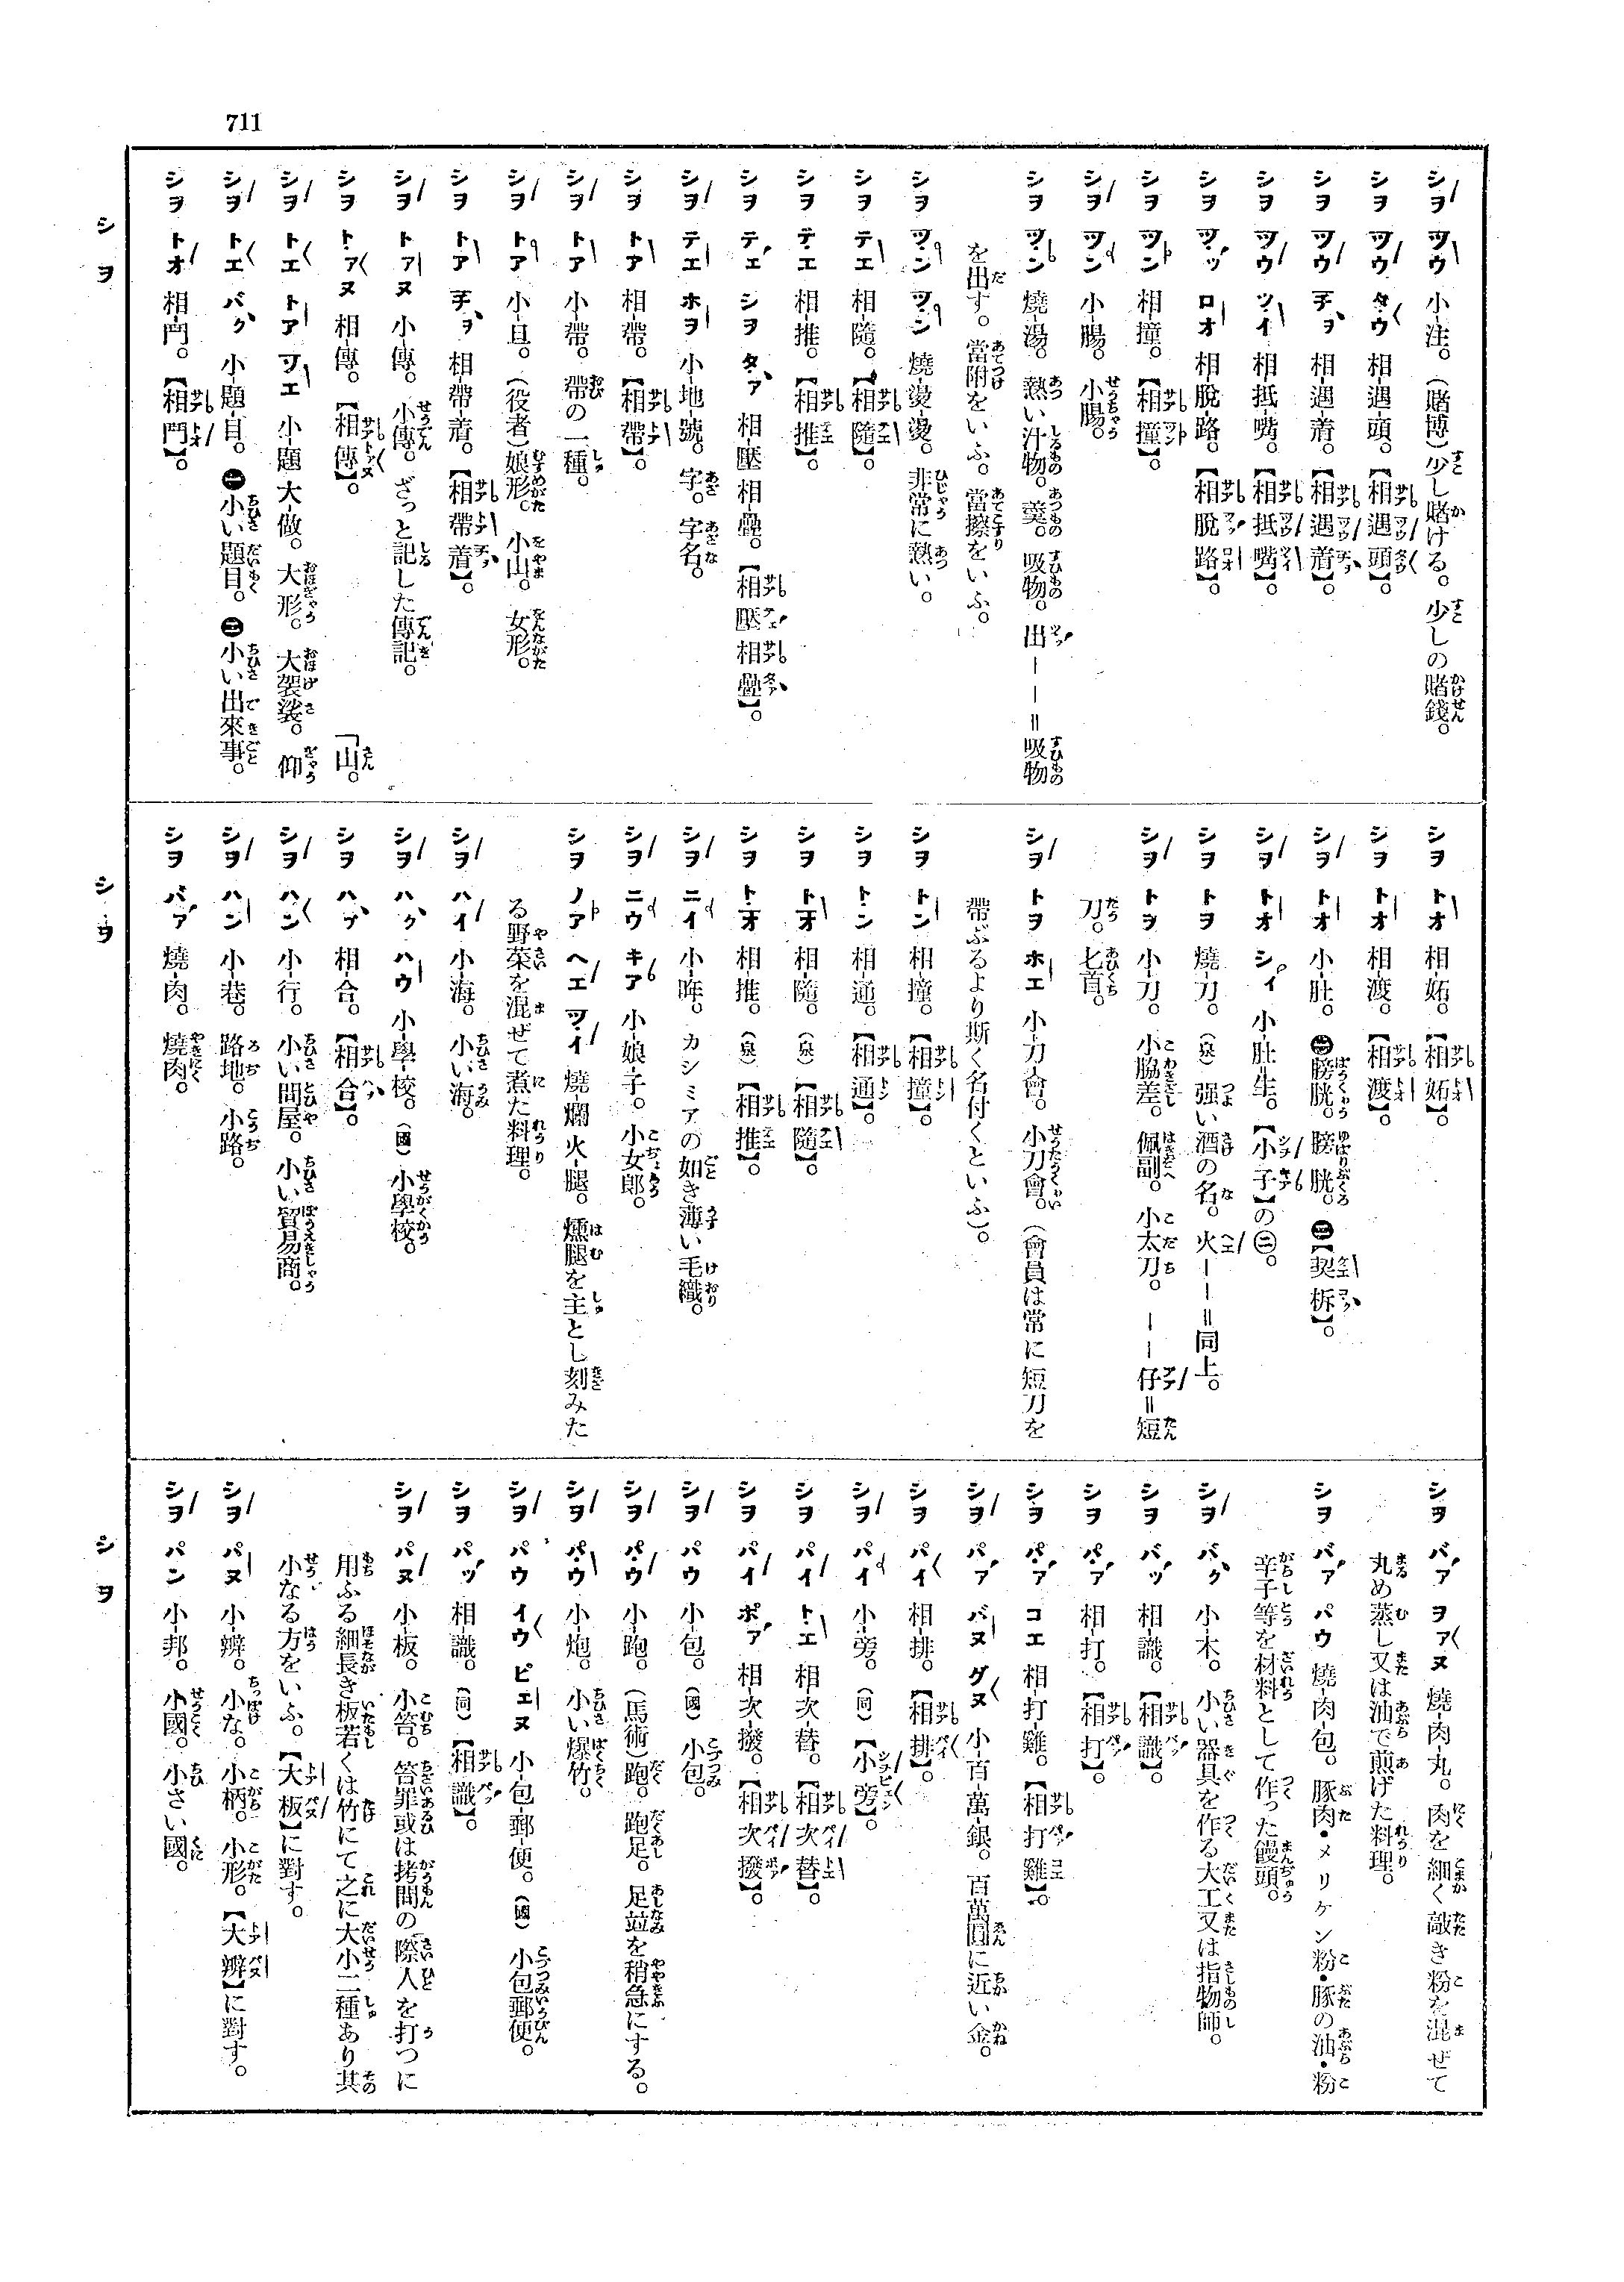 711
シヲ ツウ 小-注。(賭博)少し賭ける。少しの賭錢。
シヲ ツウ タウ 相-遇-頭。【相遇頭】。
シヲ ツウ チヲ 相-遇-着。【相遇着】。
シヲ ツウ ツイ 相-抵-嘴。【相抵嘴】。
シヲ ツッ ロオ 相-脫-路。【相脫路】。
シヲ ツン 相-撞。【相撞】。
シヲ ツン 小-腸。小腸。
シヲ ツン 燒-湯。熱い汁物。羹。吸物。出——=吸物
を出す。當附をいふ。當擦をいふ。
シヲ ツン ツン 燒-燙-燙。非常に熱い。
シヲ テエ 相-隨。【相隨】。
シヲ テエ 相-推。【相推】。
シヲ テェ シヲ タァ 相-壓 相-疊。【相壓相疊】。
シヲ テエ ホヲ 小-地-號。字。字名。
シヲ トア 相-帶。【相帶】。
シヲ トア 小-帶。帶の一種。
シヲ トア 小-旦。(役者)娘形。小山。女形。
シヲ トア チヲ 相-帶-着。【相帶着】。
シヲ トアヌ 小-傳。小傳。ざっと記した傳記。
シヲ トアヌ 相-傳。【相傳】。
「山。
シヲ トエ トア ツエ 小-題 大-做。大形。大袈裟。仰
シヲ トエ バク 小-題-目。㊀小い題目。㊁小い出來事。
シヲ トオ 相-鬥。【相鬥】。
シヲ
シヲ トオ 相-妬。【相妬】。
シヲ トオ 相-渡。【相渡】。
シヲ トオ 小-肚。㊀膀胱。膀胱。㊁【契柝】。
シヲ トオ シィ 小-肚-生。【小子】の㊁。
シヲ トヲ 燒-刀。(泉)强い酒の名。火——=同上。
シヲ トヲ 小-刀。小脇差。佩副。小太刀。——仔=短
刀。匕首。
シヲ トヲ ホエ 小-刀-會。小刀會。(會員は常に短刀を
帶ぶるより斯く名付くといふ)。
シヲ トン 相-撞。【相撞】。
シヲ トン 相-通。【相通】。
シヲ トオ 相-隨。(泉)【相隨】。
シヲ トオ 相-推。(泉)【相推】。
シヲ ニイ 小-呢。カシミアの如き薄い毛織。
シヲ ニウ キア 小-娘-子。小女郎。
シヲ ノア ヘエ ツイ 燒-爛 火-腿。燻腿を主とし刻みた
る野菜を混ぜて煮た料理。
シヲ ハイ 小-海。小い海。
シヲ ハク ハウ 小-學-校。(國)小學校。
シヲ ハァ 相-合。【相合】。
シヲ ハン 小-行。小い問屋。小い貿易商。
シヲ ハン 小-巷。路地。小路。
シヲ バァ 燒-肉。燒肉。
シヲ
シヲ バァ ヲァヌ 燒-肉-丸。肉を細く敲き粉を混ぜて
丸め蒸し又は油で煎げた料理。
シヲ バァ パウ 燒-肉-包。豚肉・メリケン粉・豚の油・粉
辛子等を材料として作った饅頭。
シヲ バク 小-木。小い器具を作る大工又は指物師。
シヲ バッ 相-識。【相識】。
シヲ パァ 相-打。【相打】。
シヲ パァ コエ 相-打-雞。【相打雞】。
シヲ パァ バヌ グヌ 小-百 萬-銀。百萬圓に近い金。
シヲ パイ 相-排。【相排】。
シヲ パイ 小-旁。(同)【小旁】。
シヲ パイ トエ 相-次-替。【相次替】。
シヲ パイ ポァ 相-次-撥。【相次撥】。
シヲ パウ 小-包。(國)小包。
シヲ パウ 小-跑。(馬術)跑。跑足。足竝を稍急にする。
シヲ パウ 小-炮。小い爆竹。
シヲ パウ イウ ピェヌ 小-包-郵-便。(國)小包郵便。
シヲ パッ 相-識。(同)【相識】。
シヲ パヌ 小-板。小笞。笞罪或は拷問の際人を打つに
用ふる細長き板若くは竹にて之に大小二種あり其
小なる方をいふ。【大板】に對す。
シヲ パヌ 小-辨。小な。小柄。小形。【大辨】に對す。
シヲ パン 小-邦。小國。小さい國。
シヲ